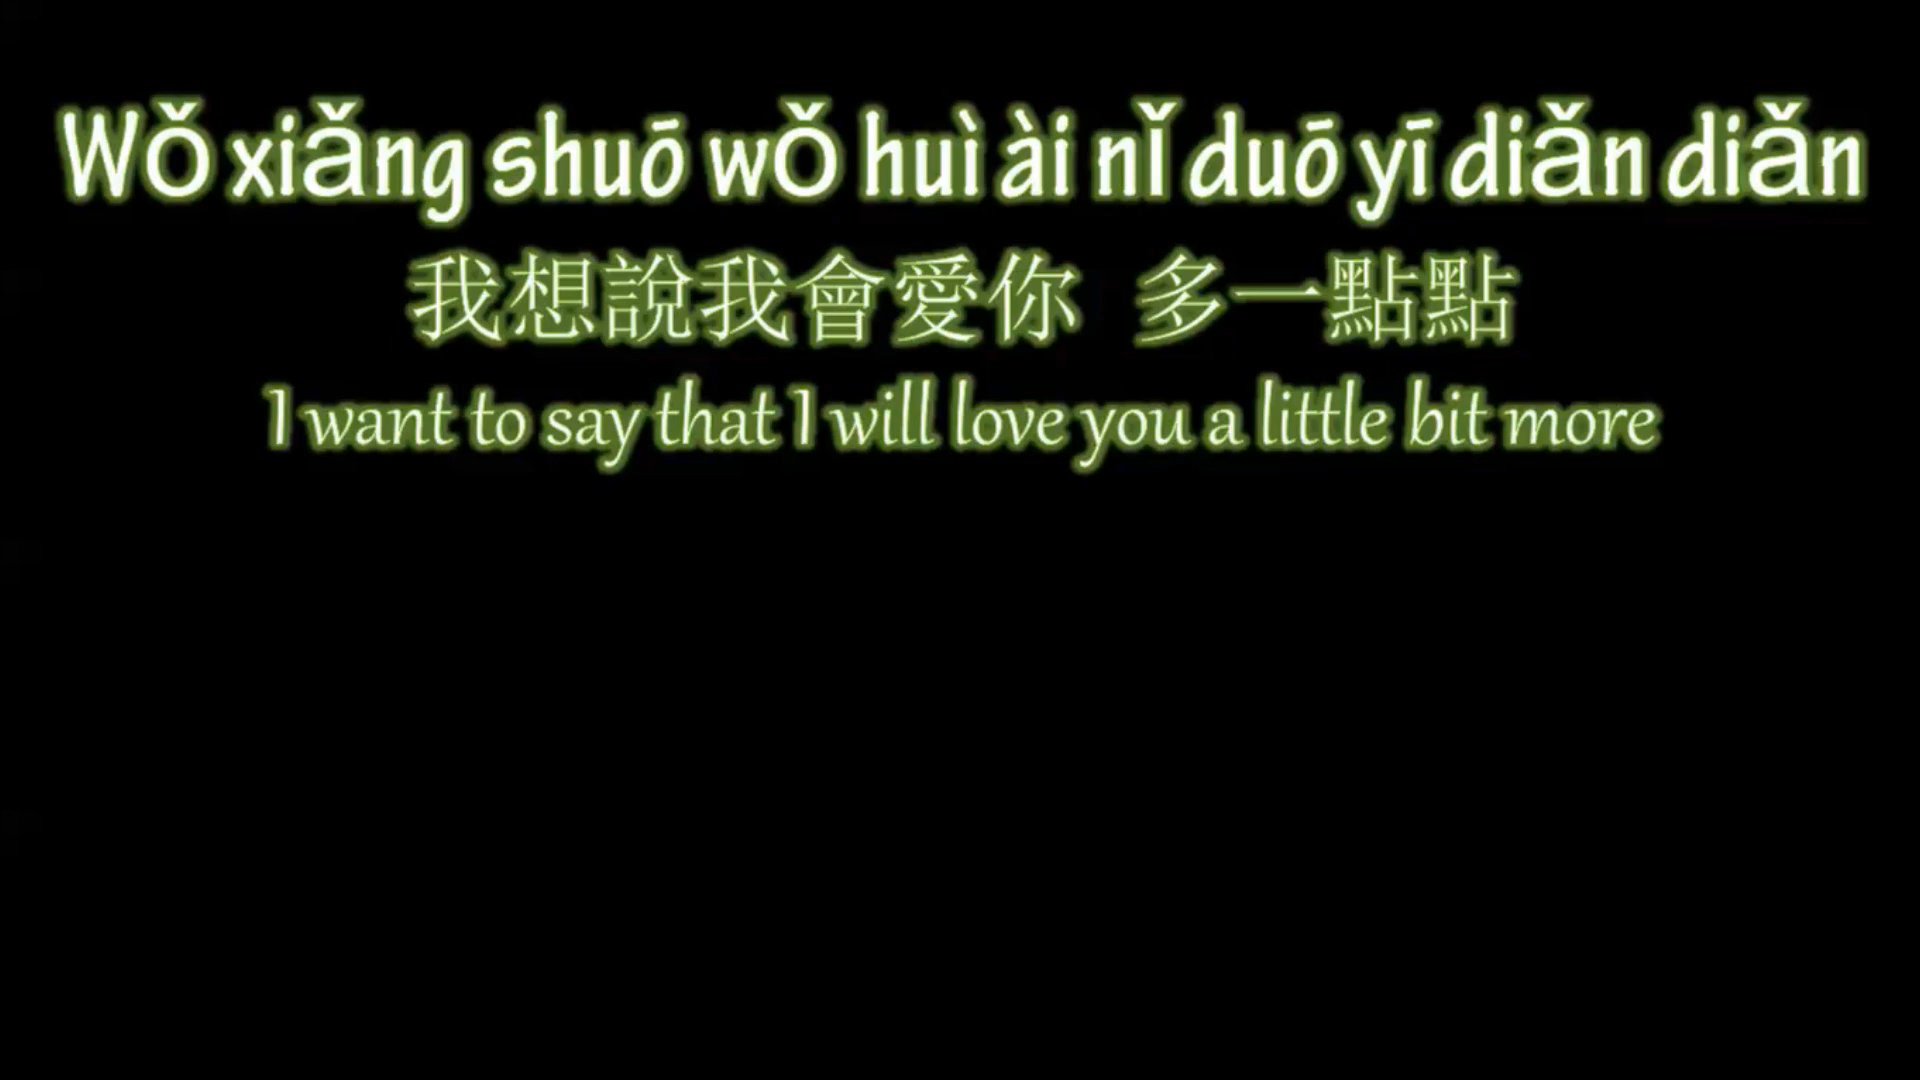 Wǒ xiǎng shuō wǒ huì ài nǐ duō yī diǎn diǎn
我想說我會愛你 多一點點
I want to say that I will love you a little bit more